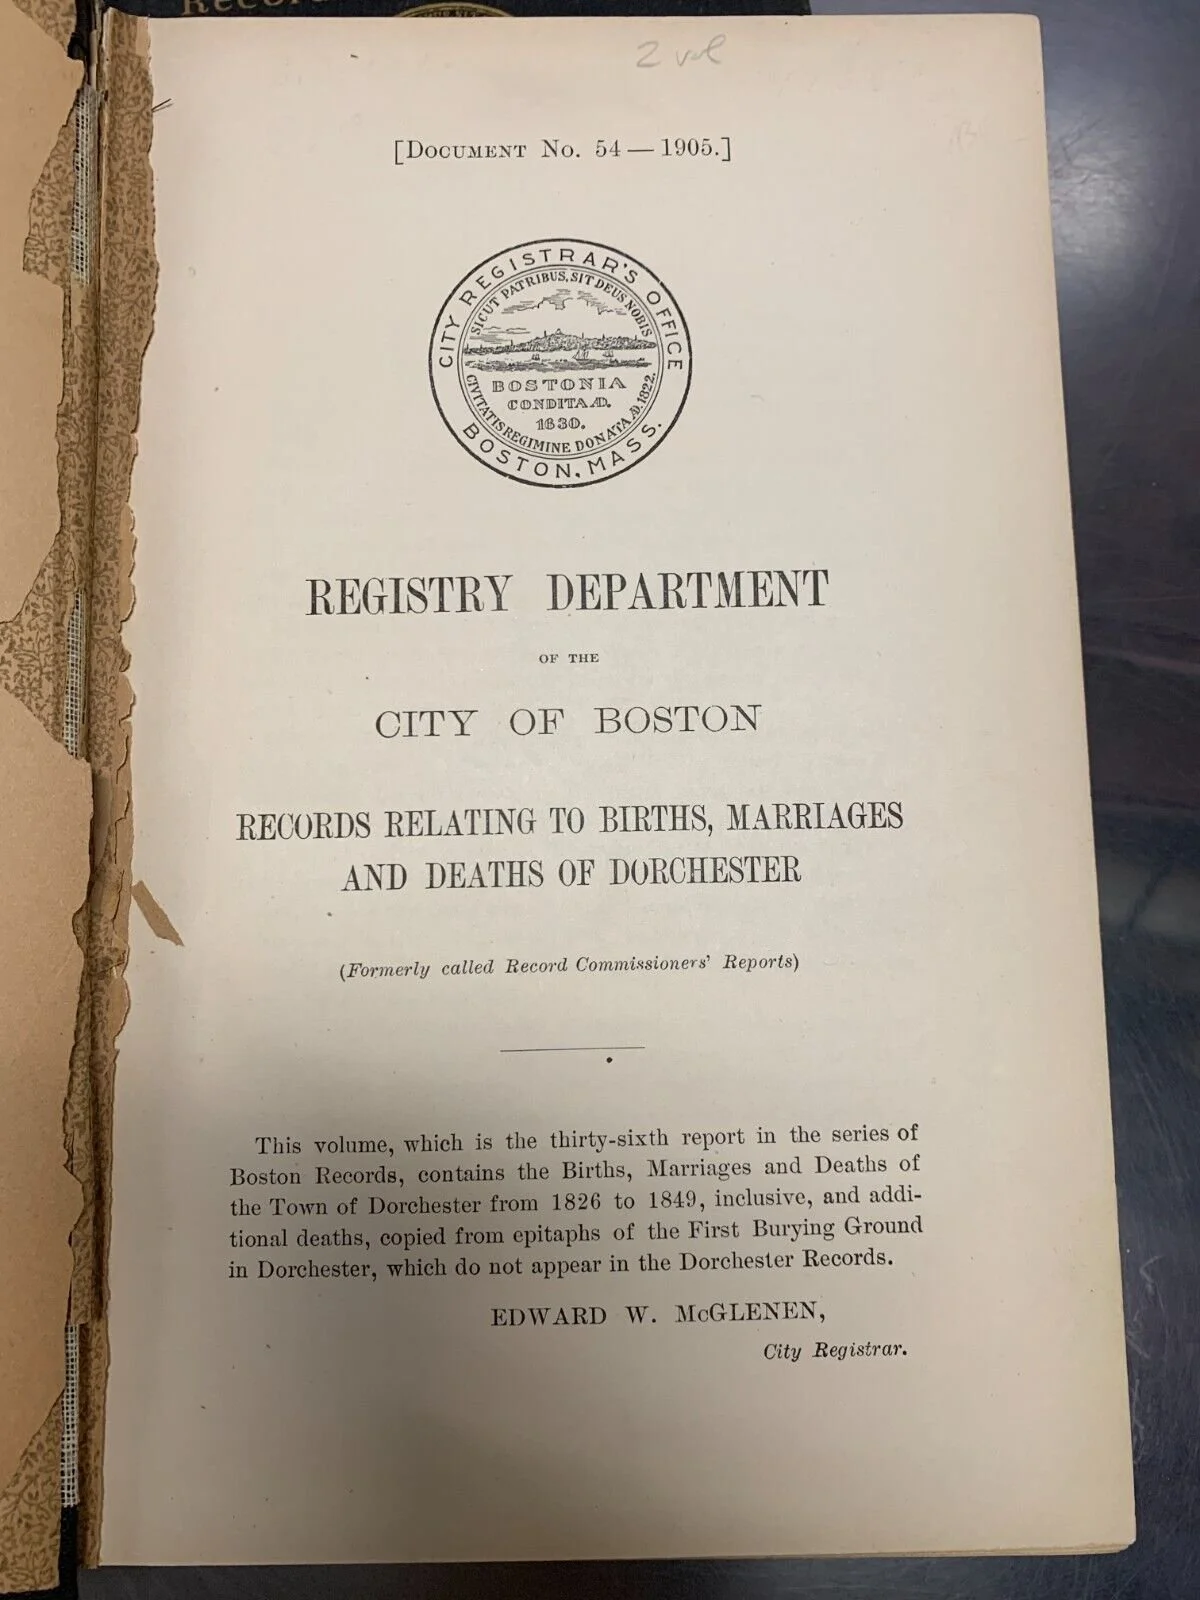 Record
2 vol
[DOCUMENT NO. 54 — 1905.]
CITY REGISTRAR'S OFFICE
SICUT PATRIBUS, SIT DEUS NOBIS
BOSTONIA
CONDITA AD.
1630.
CIVITATIS REGIMINE DONATA AD. 1822.
BOSTON, MASS.
REGISTRY DEPARTMENT
OF THE
CITY OF BOSTON
RECORDS RELATING TO BIRTHS, MARRIAGES
AND DEATHS OF DORCHESTER
(Formerly called Record Commissioners' Reports)
This volume, which is the thirty-sixth report in the series of
Boston Records, contains the Births, Marriages and Deaths of
the Town of Dorchester from 1826 to 1849, inclusive, and addi-
tional deaths, copied from epitaphs of the First Burying Ground
in Dorchester, which do not appear in the Dorchester Records.
EDWARD W. McGLENEN,
City Registrar.